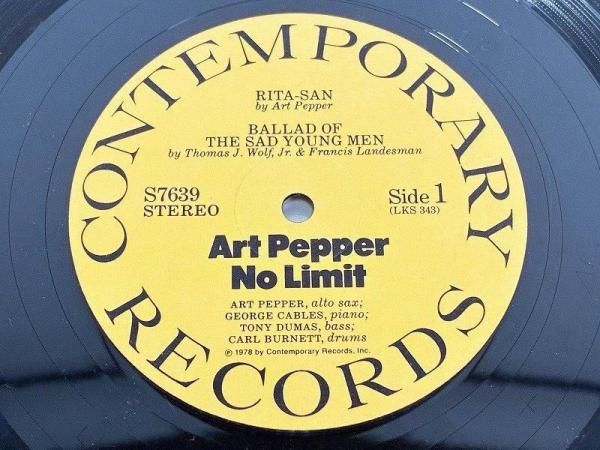 CONTEMPORARY
RITA-SAN
by Art Pepper
BALLAD OF
THE SAD YOUNG MEN
by Thomas J. Wolf, Jr. & Francis Landesman
S7639
STEREO
Side 1
(LKS 343)
Art Pepper
No Limit
ART PEPPER, alto sax;
GEORGE CABLES, piano;
TONY DUMAS, bass;
CARL BURNETT, drums
℗ 1978 by Contemporary Records, Inc.
RECORDS